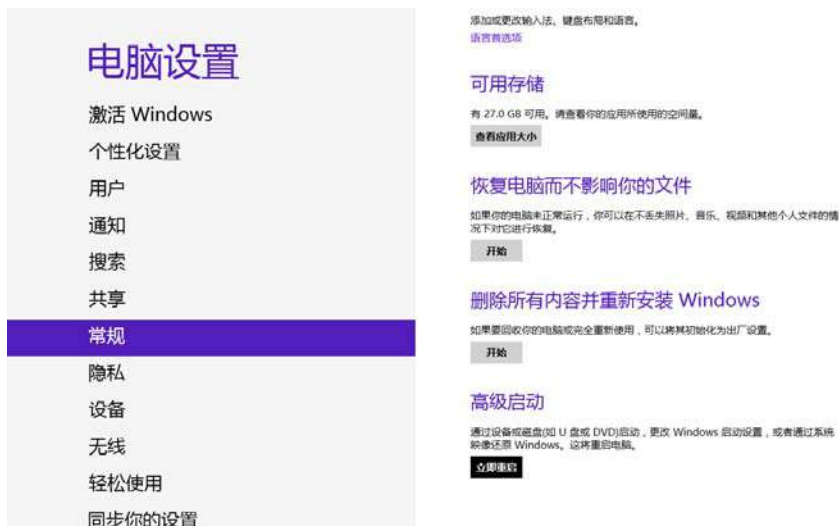 电脑设置
激活 Windows
个性化设置
用户
通知
搜索
共享
常规
隐私
设备
无线
轻松使用
同步你的设置
添加或更改输入法、键盘布局和语言。
语言首选项
可用存储
有 27.0 GB 可用。请查看你的应用所使用的空间量。
查看应用大小
恢复电脑而不影响你的文件
如果你的电脑未正常运行，你可以在不丢失照片、音乐、视频和其他个人文件的情
况下对它进行恢复。
开始
删除所有内容并重新安装 Windows
如果要回收你的电脑或完全重新使用，可以将其初始化为出厂设置。
开始
高级启动
通过设备或磁盘(如 U 盘或 DVD)启动，更改 Windows 启动设置，或者通过系统
映像还原 Windows。这将重启电脑。
立即重启